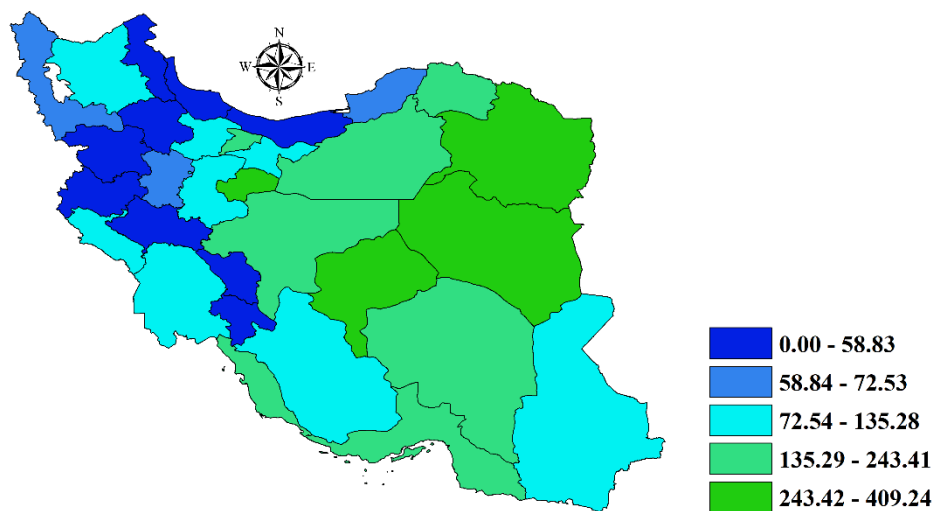 N
W E
S
0.00 - 58.83
58.84 - 72.53
72.54 - 135.28
135.29 - 243.41
243.42 - 409.24